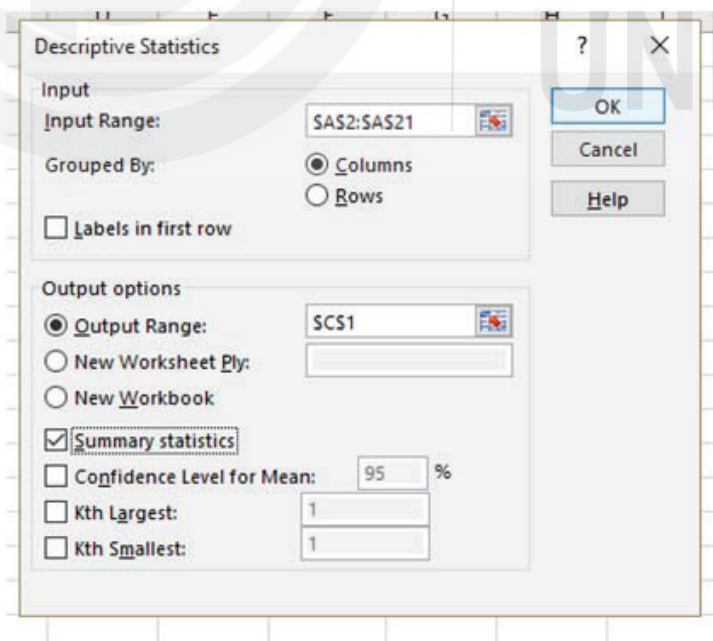 Descriptive Statistics ? ×
Input
Input Range: $A$2:$A$21
OK
Grouped By: Columns
Cancel
Rows
Help
Labels in first row
Output options
Output Range: $C$1
New Worksheet Ply:
New Workbook
Summary statistics
Confidence Level for Mean: 95 %
Kth Largest: 1
Kth Smallest: 1
UN